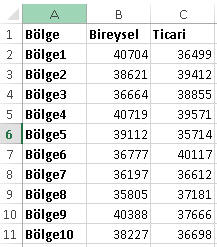 A B C
1 Bölge Bireysel Ticari
2 Bölge1 40704 36499
3 Bölge2 38621 39412
4 Bölge3 36664 38855
5 Bölge4 40719 39571
6 Bölge5 39112 35714
7 Bölge6 36777 40117
8 Bölge7 36197 36612
9 Bölge8 35805 37181
10 Bölge9 40388 37666
11 Bölge10 38227 36698